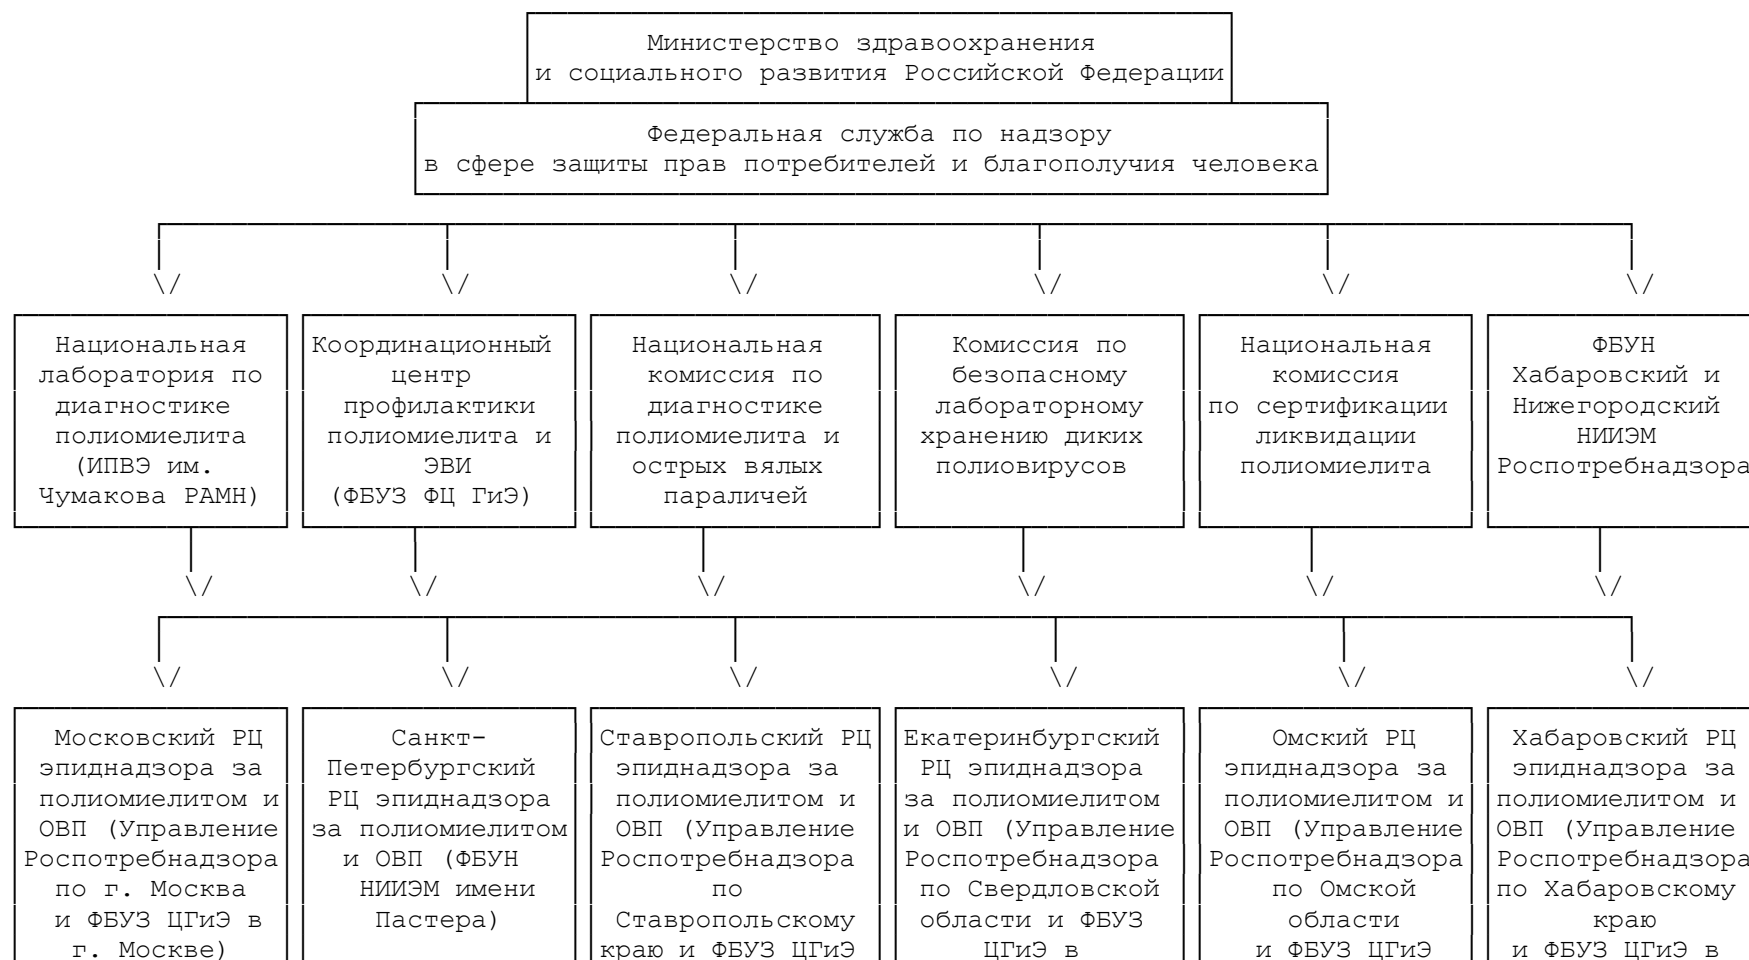 Министерство здравоохранения
и социального развития Российской Федерации
Федеральная служба по надзору
в сфере защиты прав потребителей и благополучия человека
\/ \/ \/ \/ \/ \/
Национальная
лаборатория по
диагностике
полиомиелита
(ИПВЭ им.
Чумакова РАМН)
Координационный
центр
профилактики
полиомиелита и
ЭВИ
(ФБУЗ ФЦ ГиЭ)
Национальная
комиссия по
диагностике
полиомиелита и
острых вялых
параличей
Комиссия по
безопасному
лабораторному
хранению диких
полиовирусов
Национальная
комиссия
по сертификации
ликвидации
полиомиелита
ФБУН
Хабаровский и
Нижегородский
НИИЭМ
Роспотребнадзора
\/ \/ \/ \/ \/ \/
\/ \/ \/ \/ \/ \/
Московский РЦ
эпиднадзора за
полиомиелитом и
ОВП (Управление
Роспотребнадзора
по г. Москва
и ФБУЗ ЦГиЭ в
г. Москве)
Санкт-
Петербургский
РЦ эпиднадзора
за полиомиелитом
и ОВП (ФБУН
НИИЭМ имени
Пастера)
Ставропольский РЦ
эпиднадзора за
полиомиелитом и
ОВП (Управление
Роспотребнадзора
по
Ставропольскому
краю и ФБУЗ ЦГиЭ
Екатеринбургский
РЦ эпиднадзора
за полиомиелитом
и ОВП (Управление
Роспотребнадзора
по Свердловской
области и ФБУЗ
ЦГиЭ в
Омский РЦ
эпиднадзора за
полиомиелитом и
ОВП (Управление
Роспотребнадзора
по Омской
области
и ФБУЗ ЦГиЭ
Хабаровский РЦ
эпиднадзора за
полиомиелитом и
ОВП (Управление
Роспотребнадзора
по Хабаровскому
краю
и ФБУЗ ЦГиЭ в